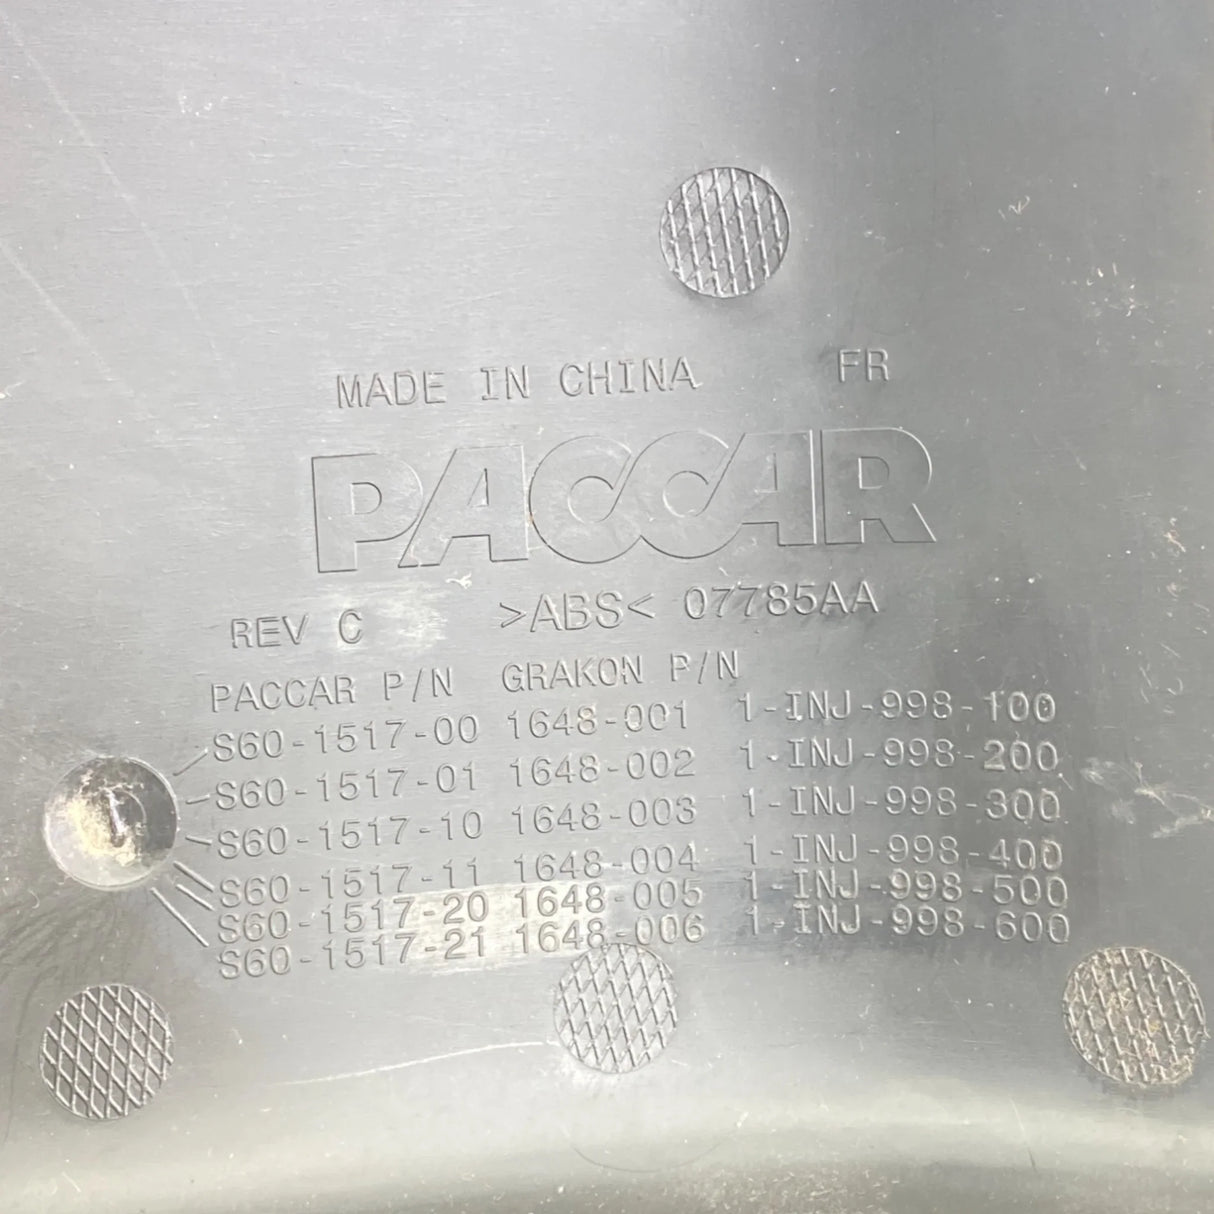 MADE IN CHINA FR
PACCAR
REV C >ABS< 07785AA
PACCAR P/N GRAKON P/N
S60-1517-00 1648-001 1-INJ-998-100
S60-1517-01 1648-002 1-INJ-998-200
S60-1517-10 1648-003 1-INJ-998-300
S60-1517-11 1648-004 1-INJ-998-400
S60-1517-20 1648-005 1-INJ-998-500
S60-1517-21 1648-006 1-INJ-998-600